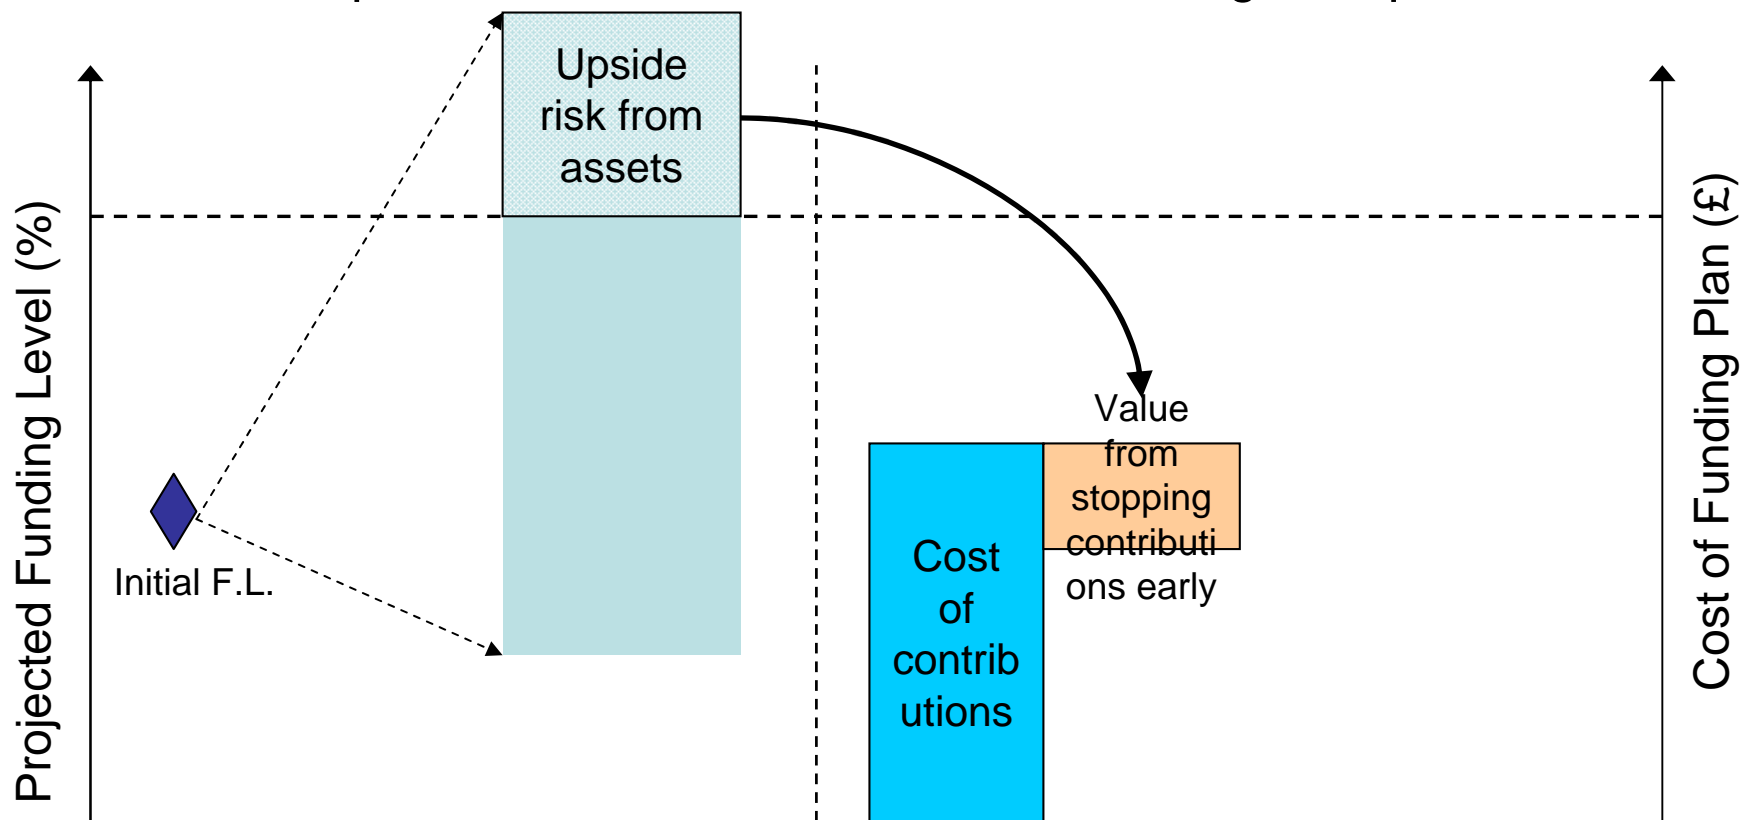 Upside
risk from
assets
Projected Funding Level (%)
Cost of Funding Plan (£)
Initial F.L.
Value
from
stopping
contributi
ons early
Cost
of
contrib
utions